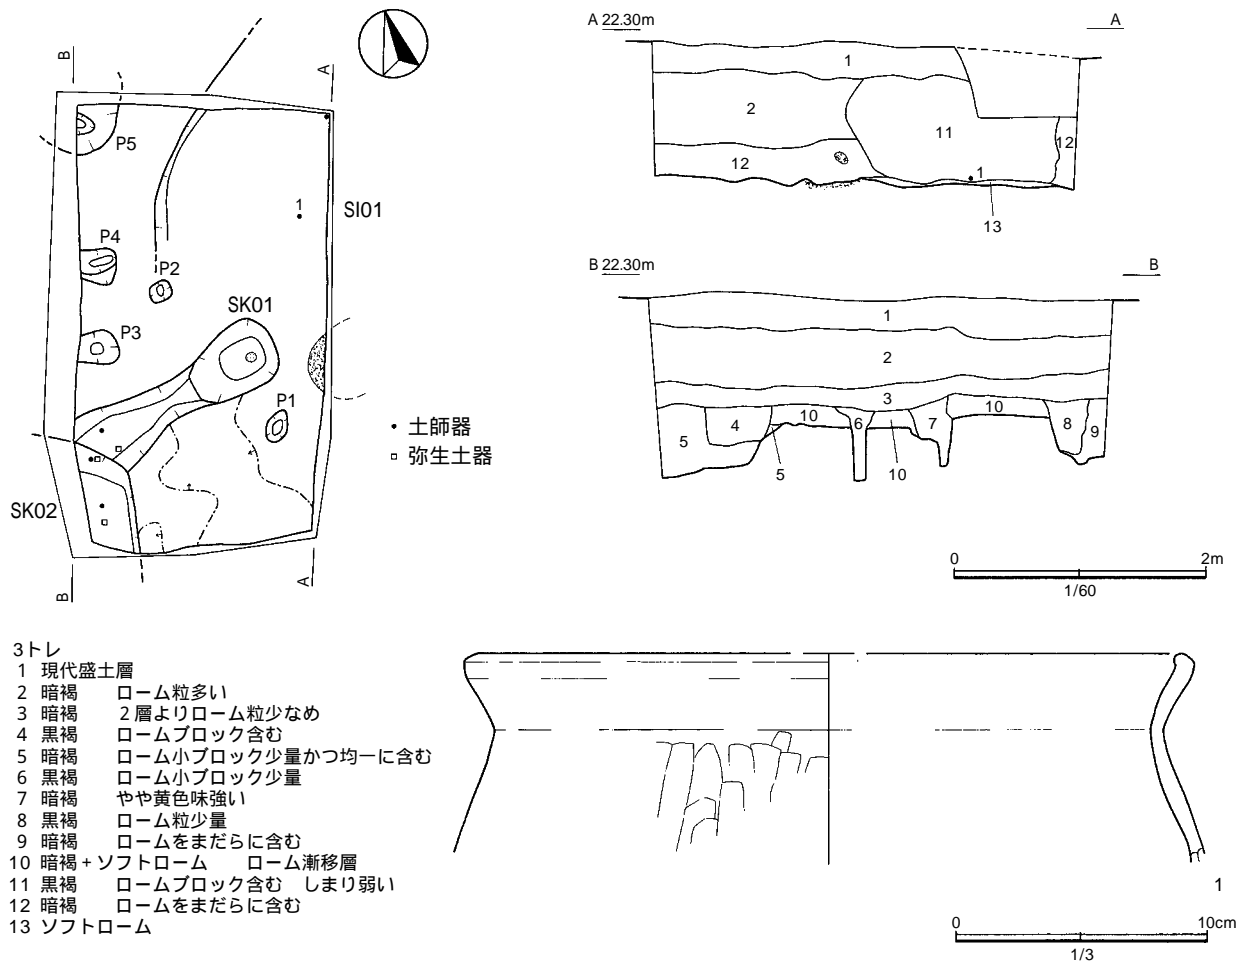 B
A
P5
1
SI01
P4
P2
SK01
P3
P1
SK02
B
A
• 土師器
□ 弥生土器
A 22.30m
A
1
2
11
12
12
1
13
B 22.30m
B
1
2
3
5
4
10
6
7
10
8
9
5
10
0 2m
1/60
3トレ
1 現代盛土層
2 暗褐 ローム粒多い
3 暗褐 2層よりローム粒少なめ
4 黒褐 ロームブロック含む
5 暗褐 ローム小ブロック少量かつ均一に含む
6 黒褐 ローム小ブロック少量
7 暗褐 やや黄色味強い
8 黒褐 ローム粒少量
9 暗褐 ロームをまだらに含む
10 暗褐+ソフトローム ローム漸移層
11 黒褐 ロームブロック含む しまり弱い
12 暗褐 ロームをまだらに含む
13 ソフトローム
1
0 10cm
1/3